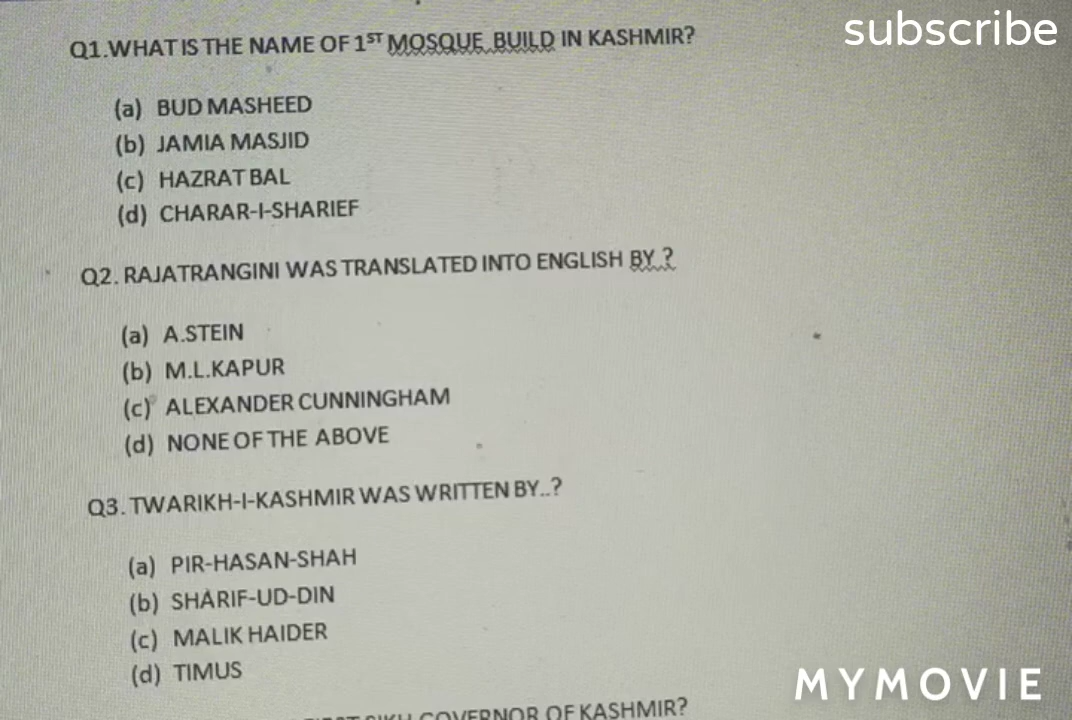 subscribe
Q1.WHAT IS THE NAME OF 1ST MOSQUE BUILD IN KASHMIR?
(a) BUD MASHEED
(b) JAMIA MASJID
(c) HAZRAT BAL
(d) CHARAR-I-SHARIEF
Q2. RAJATRANGINI WAS TRANSLATED INTO ENGLISH BY ?
(a) A.STEIN
(b) M.L.KAPUR
(c) ALEXANDER CUNNINGHAM
(d) NONE OF THE ABOVE
Q3. TWARIKH-I-KASHMIR WAS WRITTEN BY..?
(a) PIR-HASAN-SHAH
(b) SHARIF-UD-DIN
(c) MALIK HAIDER
(d) TIMUS
SIKH GOVERNOR OF KASHMIR?
MYMOVIE